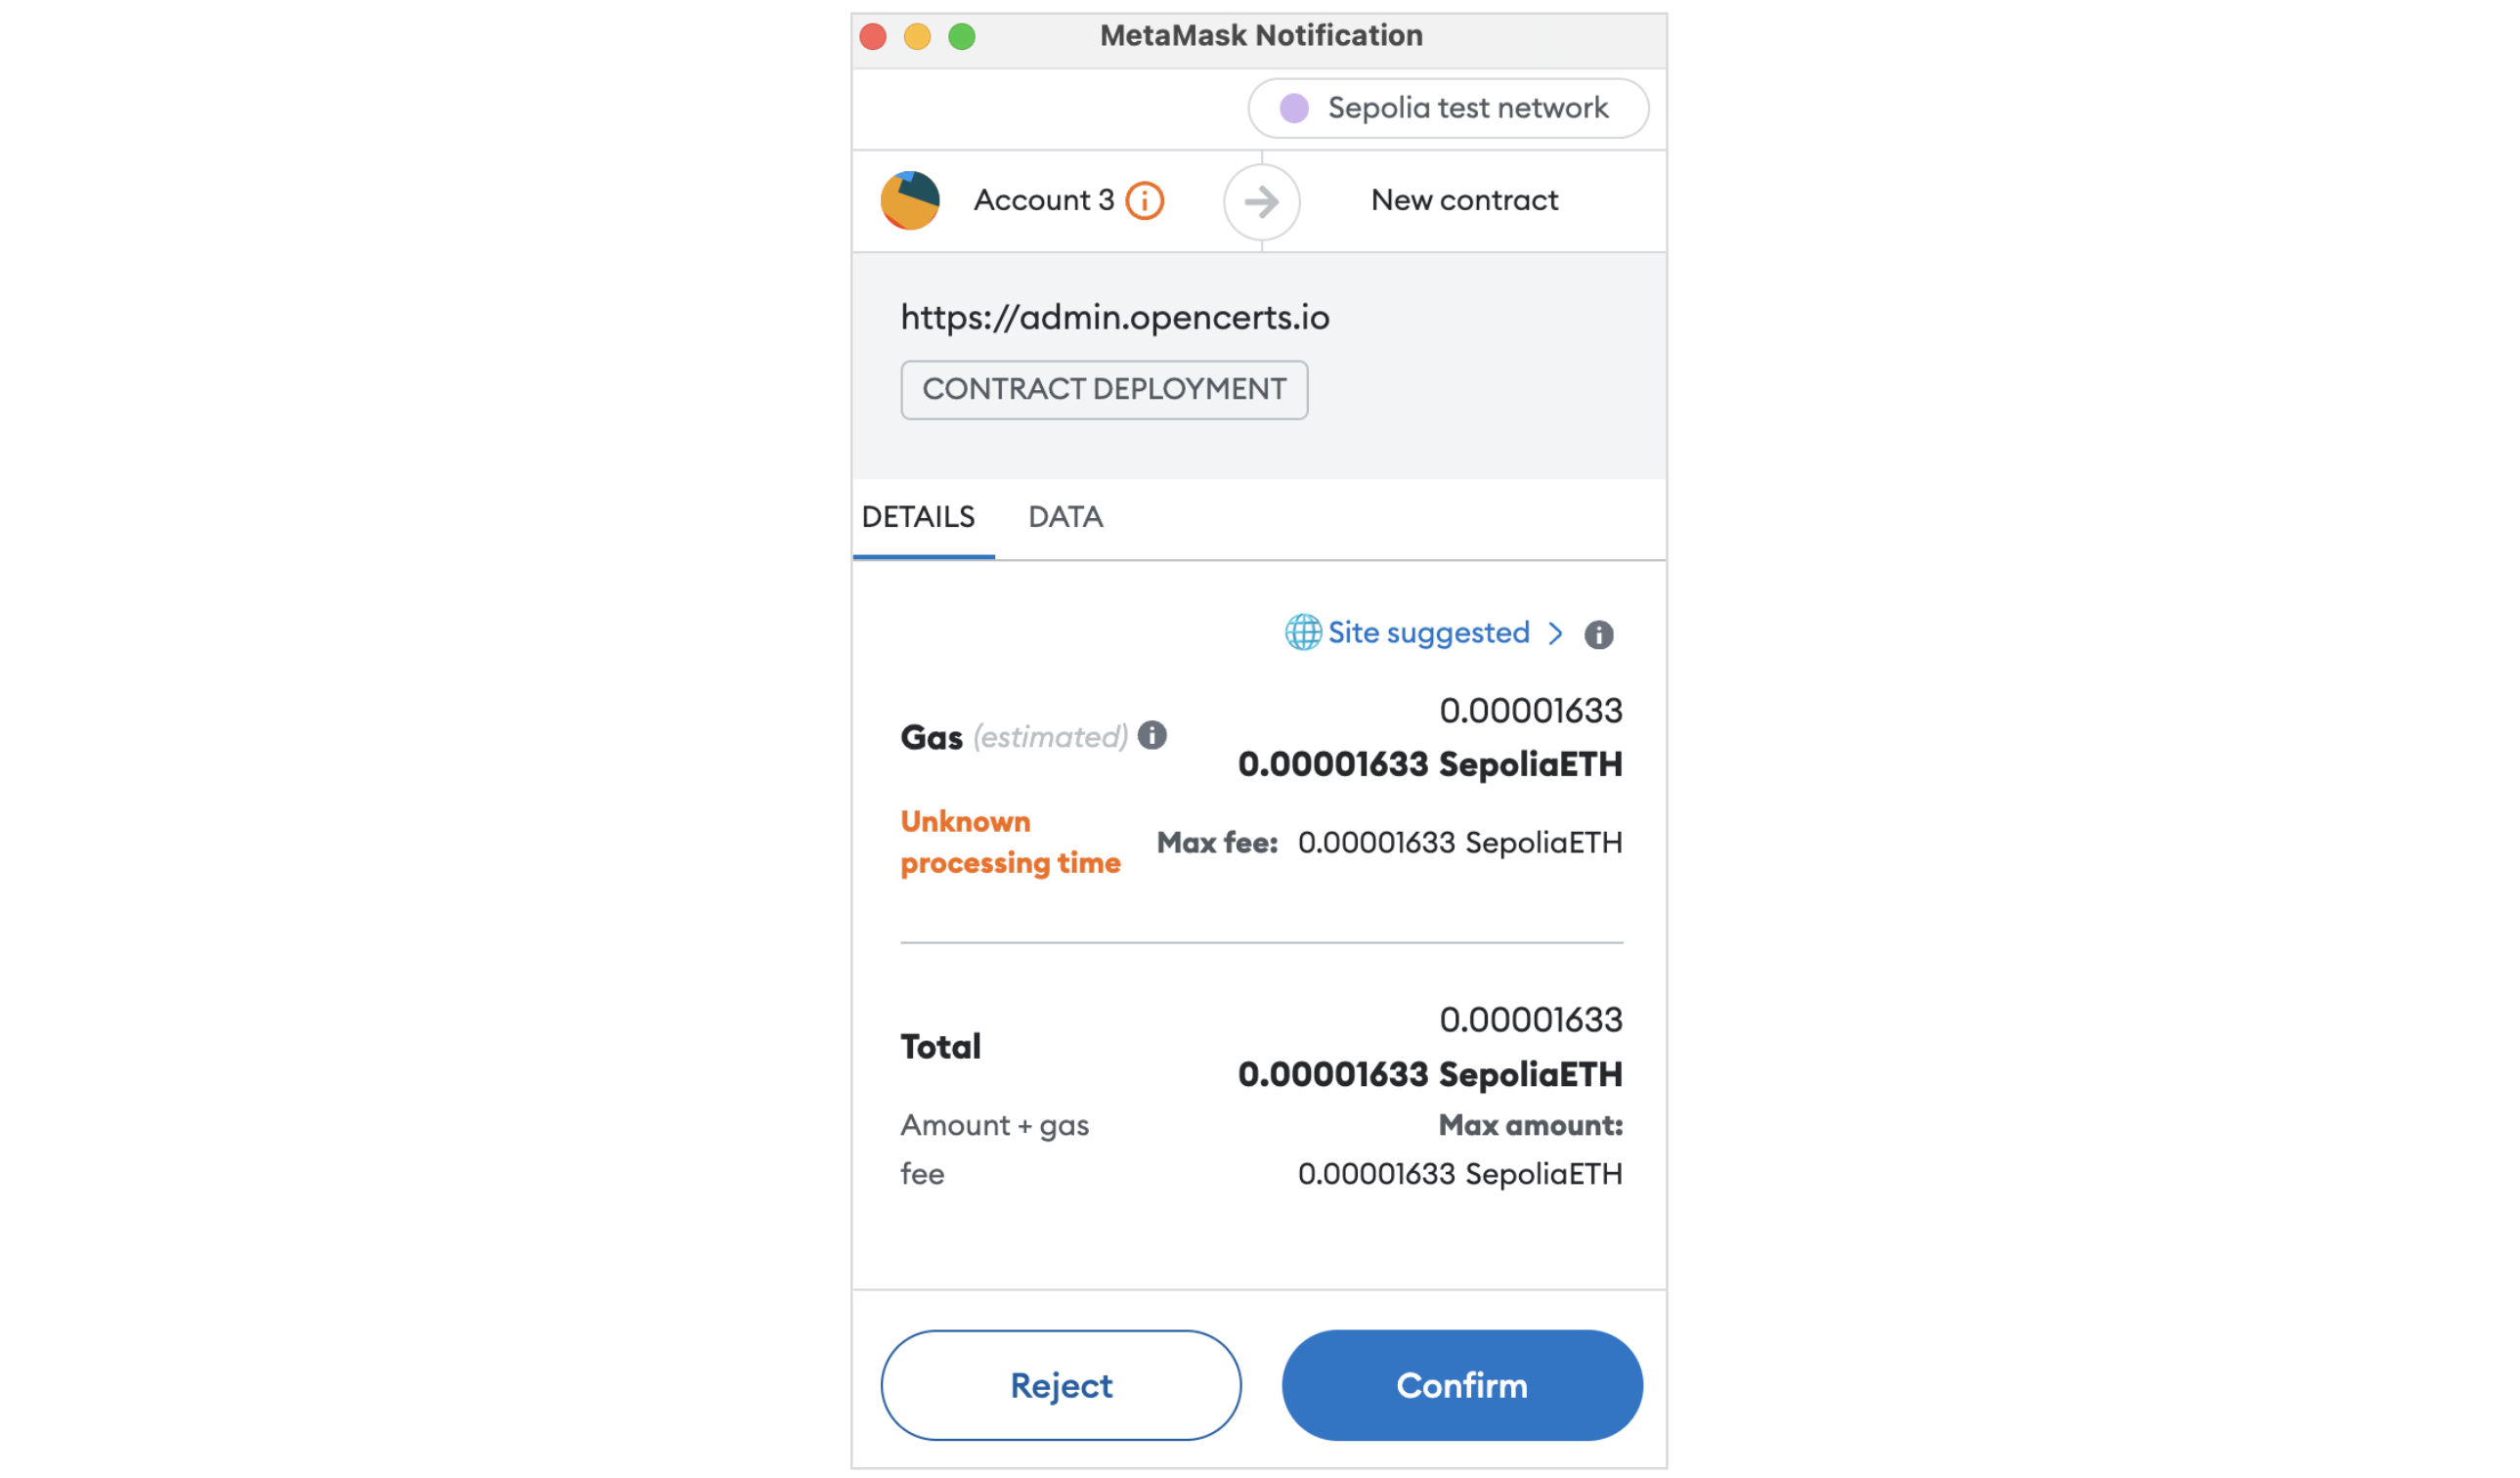 MetaMask Notification
Sepolia test network
Account 3
New contract
https://admin.opencerts.io
CONTRACT DEPLOYMENT
DETAILS DATA
Site suggested >
Gas (estimated)
0.00001633
0.00001633 SepoliaETH
Unknown
processing time
Max fee: 0.00001633 SepoliaETH
Total
0.00001633
0.00001633 SepoliaETH
Amount + gas
fee
Max amount:
0.00001633 SepoliaETH
Reject
Confirm